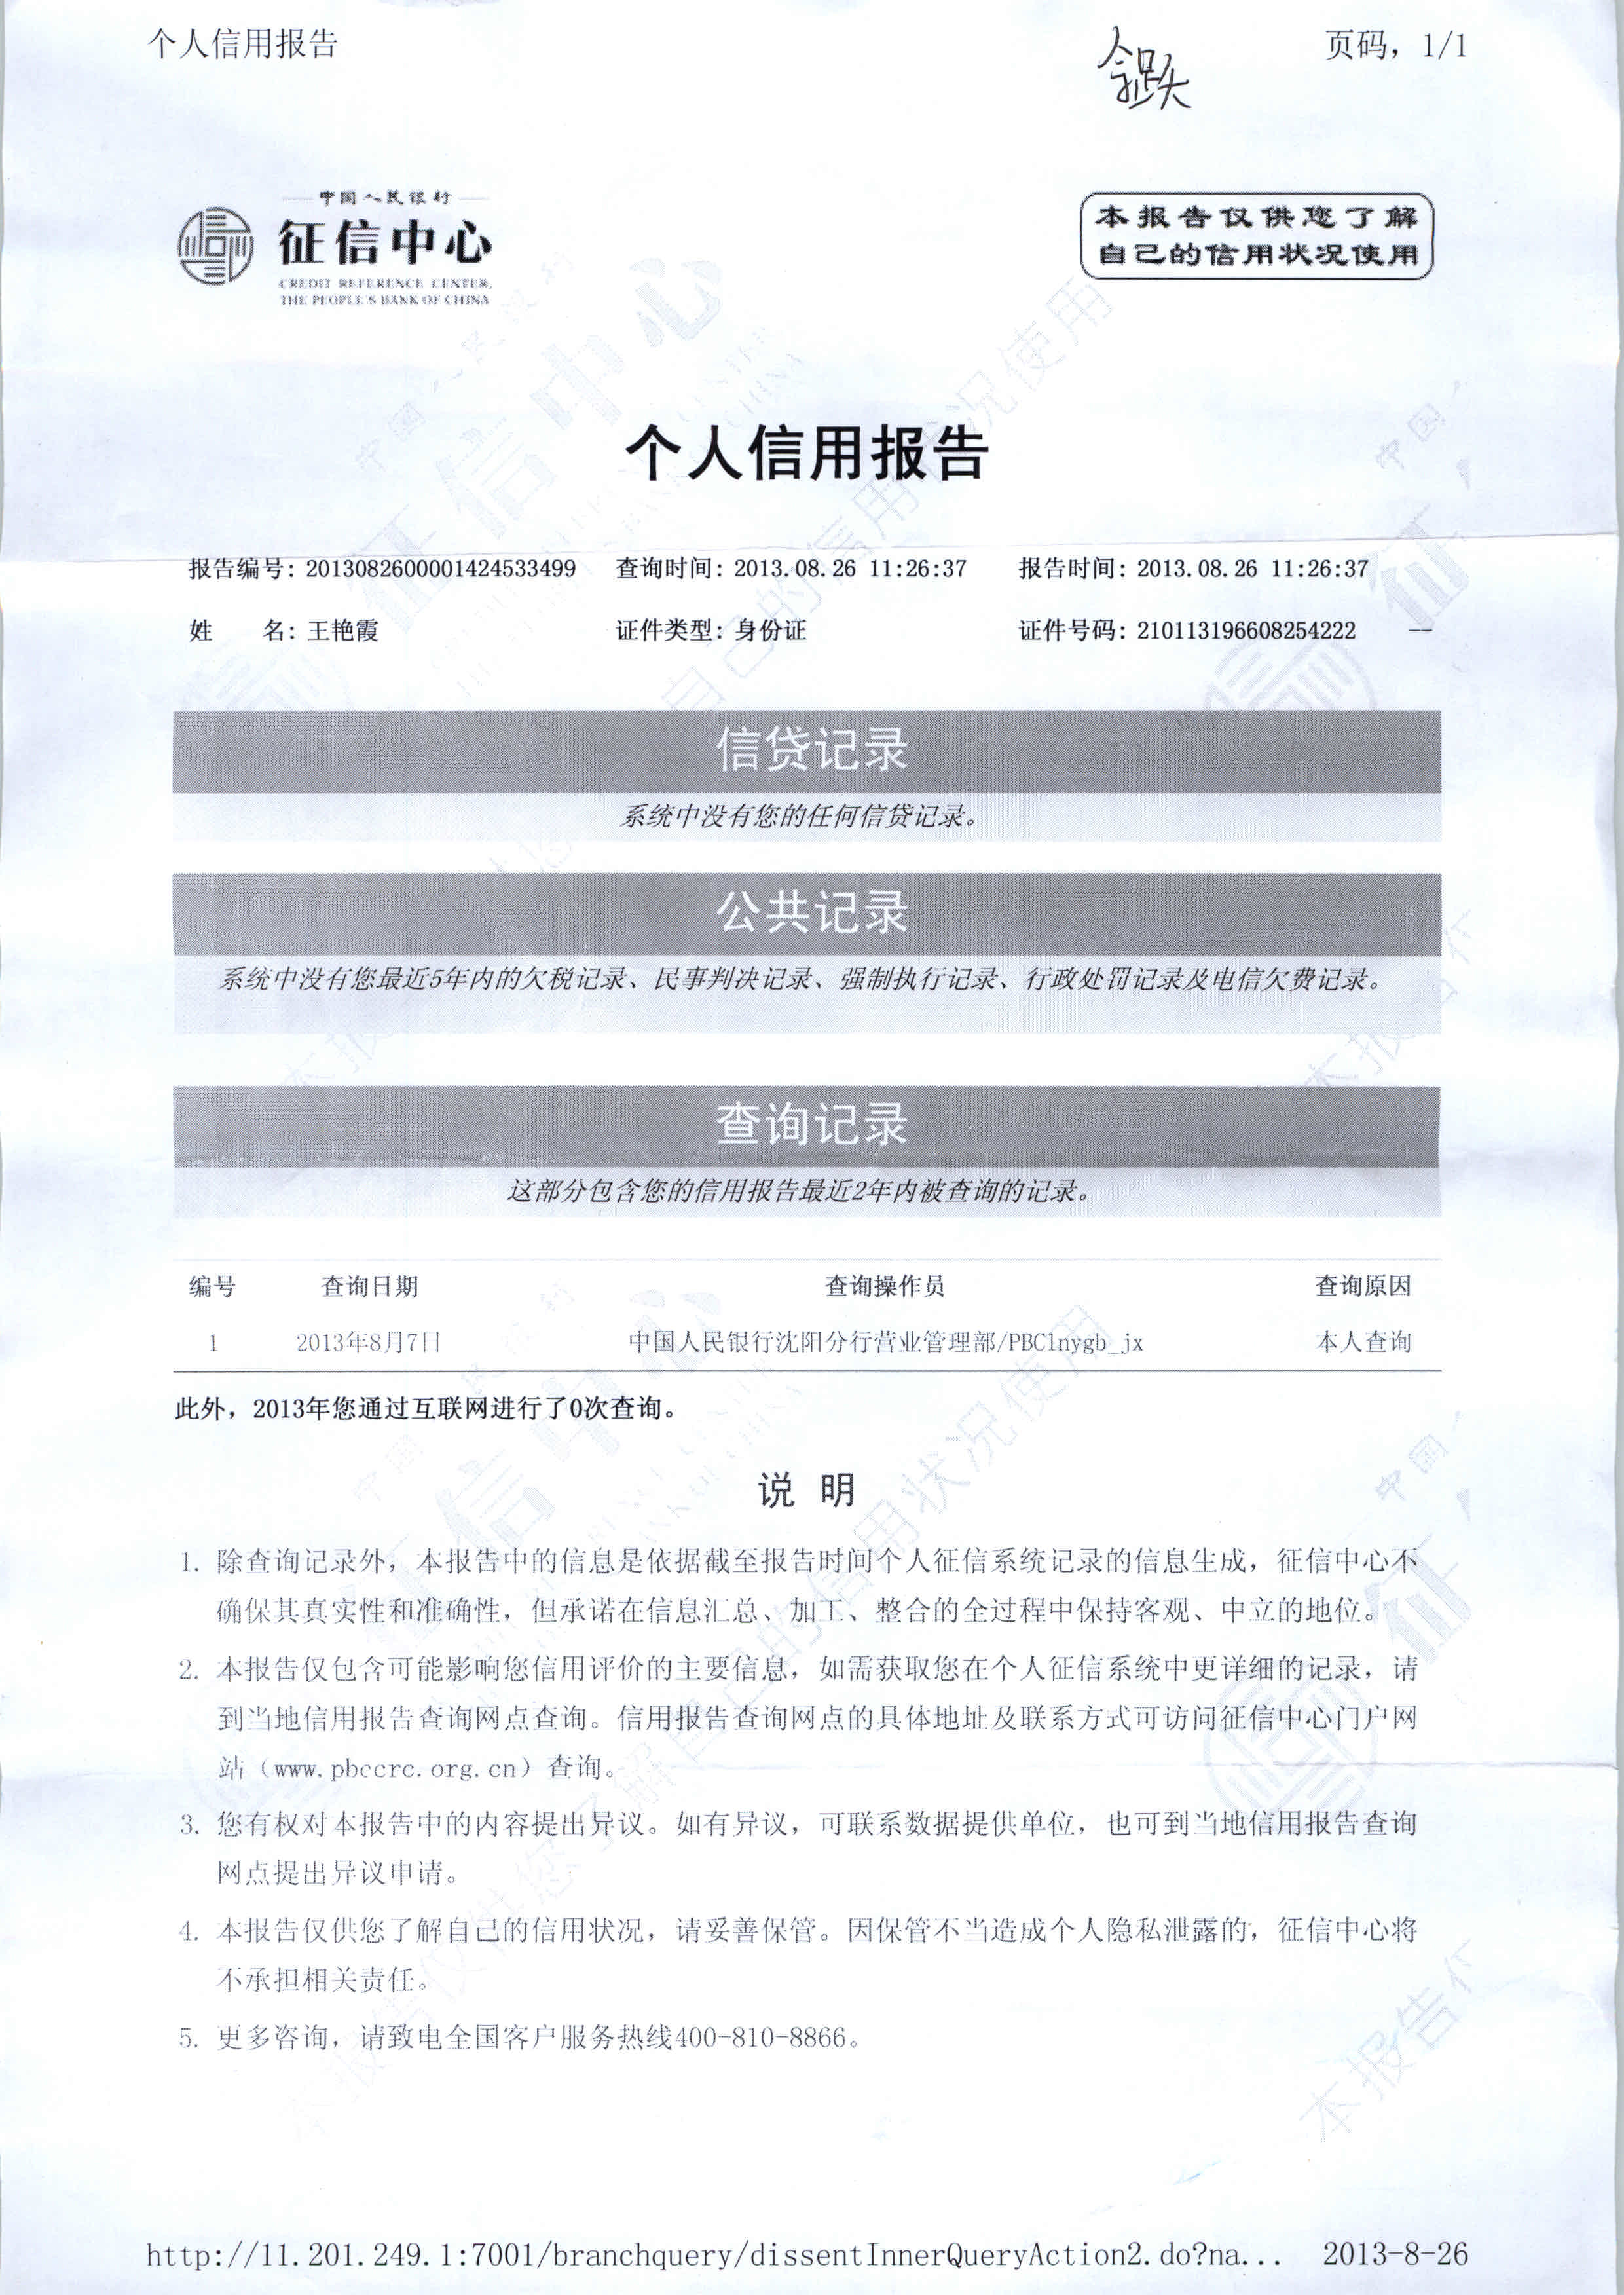 个人信用报告
页码，1/1
中国人民银行
征信中心
CREDIT REFERENCE CENTER,
THE PEOPLE'S BANK OF CHINA
本报告仅供您了解
自己的信用状况使用
个人信用报告
报告编号：2013082600001424533499 查询时间：2013.08.26 11:26:37 报告时间：2013.08.26 11:26:37
姓 名：王艳霞 证件类型：身份证 证件号码：210113196608254222 --
信贷记录
系统中没有您的任何信贷记录。
公共记录
系统中没有您最近5年内的欠税记录、民事判决记录、强制执行记录、行政处罚记录及电信欠费记录。
查询记录
这部分包含您的信用报告最近2年内被查询的记录。
编号 查询日期 查询操作员 查询原因
1 2013年8月7日 中国人民银行沈阳分行营业管理部/PBClnygb_jx 本人查询
此外，2013年您通过互联网进行了0次查询。
说 明
1. 除查询记录外，本报告中的信息是依据截至报告时间个人征信系统记录的信息生成，征信中心不
确保其真实性和准确性，但承诺在信息汇总、加工、整合的全过程中保持客观、中立的地位。
2. 本报告仅包含可能影响您信用评价的主要信息，如需获取您在个人征信系统中更详细的记录，请
到当地信用报告查询网点查询。信用报告查询网点的具体地址及联系方式可访问征信中心门户网
站（www.pbccrc.org.cn）查询。
3. 您有权对本报告中的内容提出异议。如有异议，可联系数据提供单位，也可到当地信用报告查询
网点提出异议申请。
4. 本报告仅供您了解自己的信用状况，请妥善保管。因保管不当造成个人隐私泄露的，征信中心将
不承担相关责任。
5. 更多咨询，请致电全国客户服务热线400-810-8866。
http://11.201.249.1:7001/branchquery/dissentInnerQueryAction2.do?na... 2013-8-26